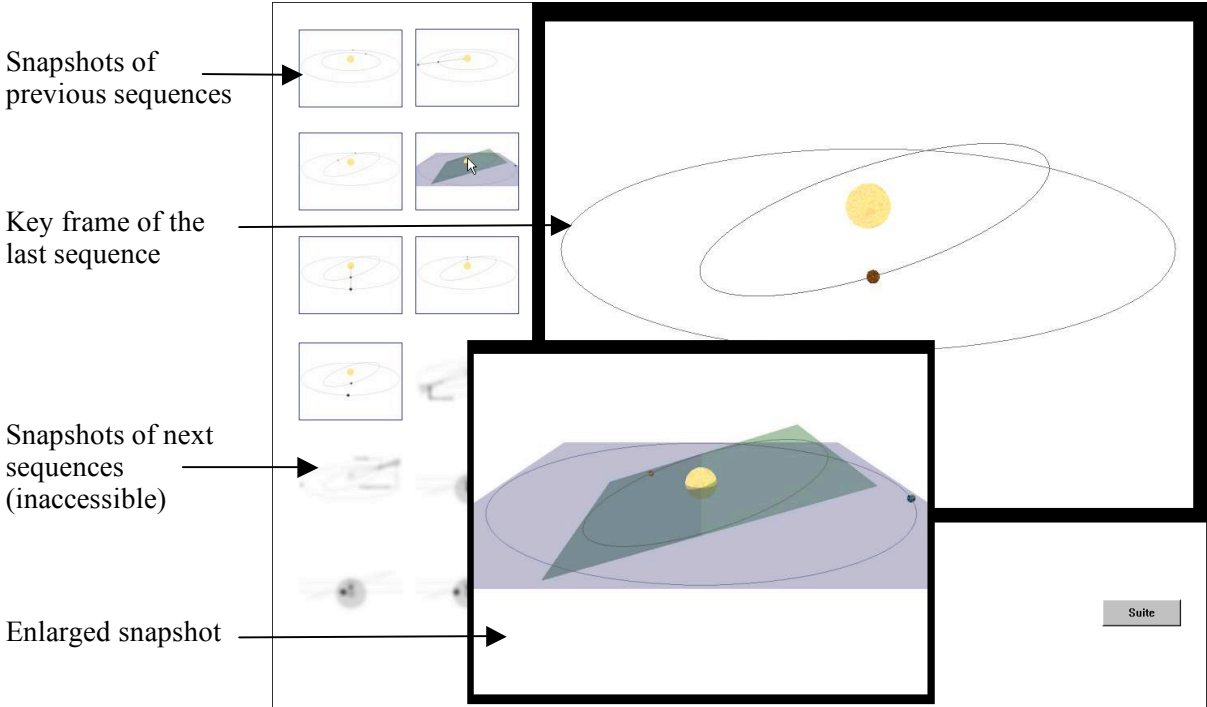 Snapshots of
previous sequences
Key frame of the
last sequence
Snapshots of next
sequences
(inaccessible)
Enlarged snapshot
Suite